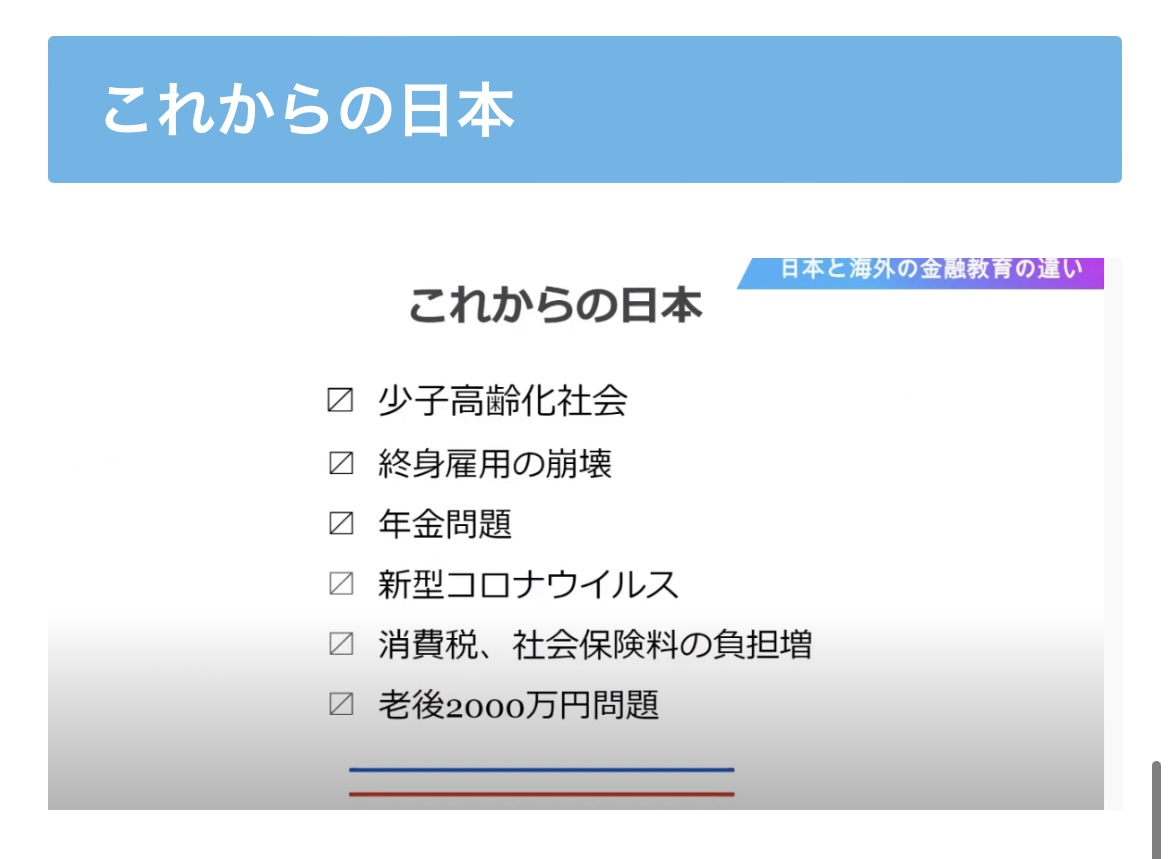 これからの日本
日本と海外の金融教育の違い
これからの日本
少子高齢化社会
終身雇用の崩壊
年金問題
新型コロナウイルス
消費税、社会保険料の負担増
老後2000万円問題